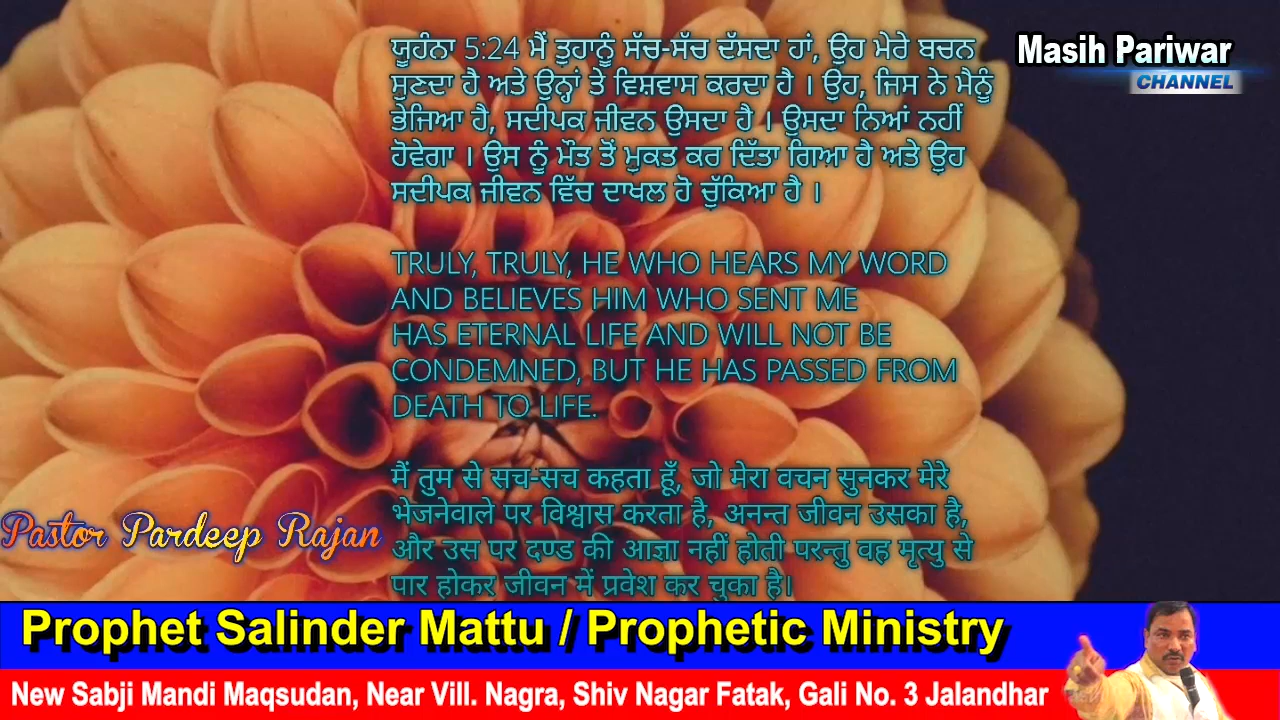 ਯੂਹੰਨਾ 5:24 ਮੈਂ ਤੁਹਾਨੂੰ ਸੱਚ-ਸੱਚ ਦੱਸਦਾ ਹਾਂ, ਉਹ ਮੇਰੇ ਬਚਨ
ਸੁਣਦਾ ਹੈ ਅਤੇ ਉਨ੍ਹਾਂ ਤੇ ਵਿਸ਼ਵਾਸ ਕਰਦਾ ਹੈ । ਉਹ, ਜਿਸ ਨੇ ਮੈਨੂੰ
ਭੇਜਿਆ ਹੈ, ਸਦੀਪਕ ਜੀਵਨ ਉਸਦਾ ਹੈ । ਉਸਦਾ ਨਿਆਂ ਨਹੀਂ
ਹੋਵੇਗਾ । ਉਸ ਨੂੰ ਮੌਤ ਤੋਂ ਮੁਕਤ ਕਰ ਦਿੱਤਾ ਗਿਆ ਹੈ ਅਤੇ ਉਹ
ਸਦੀਪਕ ਜੀਵਨ ਵਿੱਚ ਦਾਖਲ ਹੋ ਚੁੱਕਿਆ ਹੈ ।
Masih Pariwar
CHANNEL
TRULY, TRULY, HE WHO HEARS MY WORD
AND BELIEVES HIM WHO SENT ME
HAS ETERNAL LIFE AND WILL NOT BE
CONDEMNED, BUT HE HAS PASSED FROM
DEATH TO LIFE.
मैं तुम से सच-सच कहता हूँ, जो मेरा वचन सुनकर मेरे
भेजनेवाले पर विश्वास करता है, अनन्त जीवन उसका है,
और उस पर दण्ड की आज्ञा नहीं होती परन्तु वह मृत्यु से
पार होकर जीवन में प्रवेश कर चुका है।
Pastor Pardeep Rajan
Prophet Salinder Mattu / Prophetic Ministry
New Sabji Mandi Maqsudan, Near Vill. Nagra, Shiv Nagar Fatak, Gali No. 3 Jalandhar